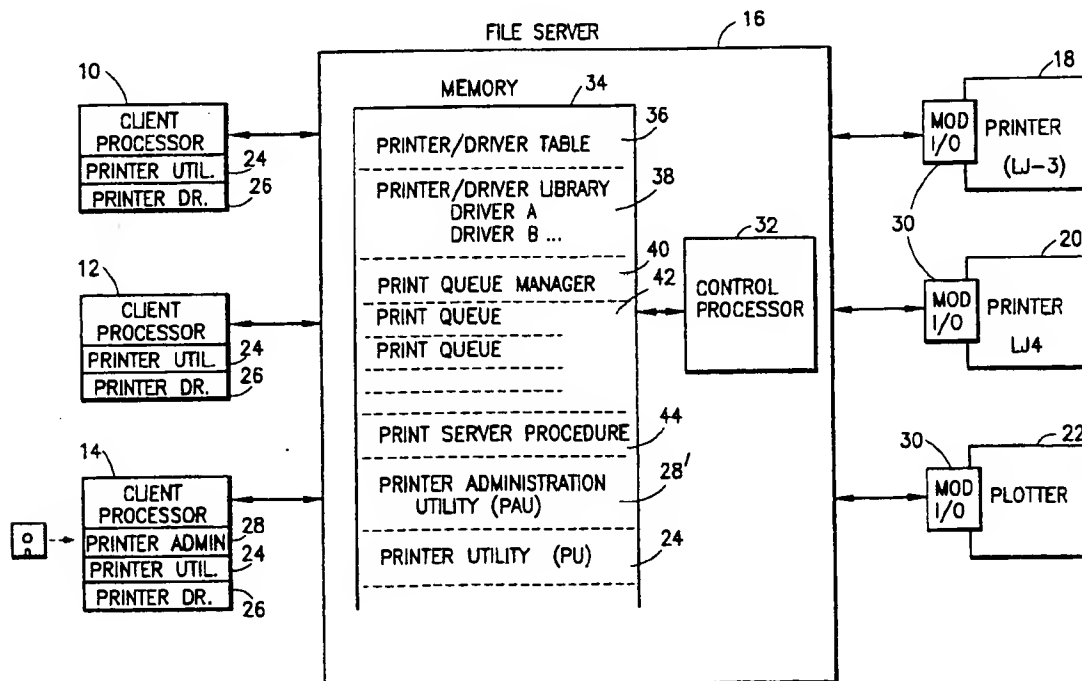 FILE SERVER
16
10
CLIENT
PROCESSOR
PRINTER UTIL.
24
PRINTER DR.
26
12
CLIENT
PROCESSOR
PRINTER UTIL.
24
PRINTER DR.
26
14
CLIENT
PROCESSOR
PRINTER ADMIN
28
PRINTER UTIL.
24
PRINTER DR.
26
MEMORY
34
PRINTER/DRIVER TABLE
36
PRINTER/DRIVER LIBRARY
38
DRIVER A
DRIVER B ...
PRINT QUEUE MANAGER
40
PRINT QUEUE
42
PRINT QUEUE
PRINT SERVER PROCEDURE
44
PRINTER ADMINISTRATION
UTILITY (PAU)
28'
PRINTER UTILITY (PU)
24
32
CONTROL
PROCESSOR
18
MOD
I/O
PRINTER
(LJ-3)
30
20
MOD
I/O
PRINTER
LJ4
30
22
MOD
I/O
PLOTTER